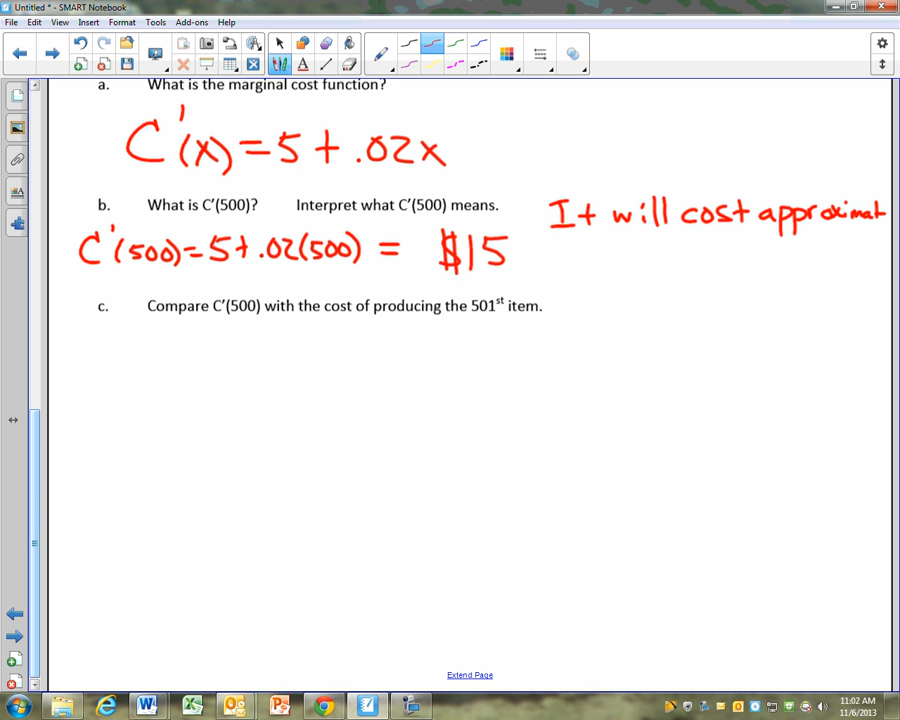 Untitled * - SMART Notebook
File Edit View Insert Format Tools Add-ons Help
a. What is the marginal cost function?
C'(x) = 5 + .02x
b. What is C'(500)? Interpret what C'(500) means.
It will cost approximat
C'(500) = 5 + .02(500) = $15
c. Compare C'(500) with the cost of producing the 501st item.
Extend Page
11:02 AM
11/6/2013